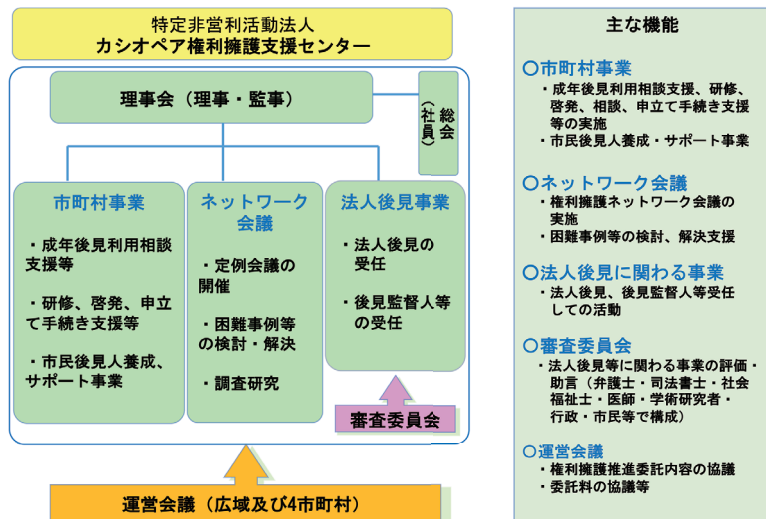 特定非営利活動法人
カシオペア権利擁護支援センター
理事会（理事・監事）
総会
（社員）
市町村事業
・成年後見利用相談
支援等
・研修、啓発、申立
て手続き支援等
・市民後見人養成、
サポート事業
ネットワーク
会議
・定例会議の
開催
・困難事例等
の検討・解決
・調査研究
法人後見事業
・法人後見の
受任
・後見監督人等
の受任
審査委員会
運営会議（広域及び4市町村）
主な機能
〇市町村事業
・成年後見利用相談支援、研修、
啓発、相談、申立て手続き支援
等の実施
・市民後見人養成・サポート事業
〇ネットワーク会議
・権利擁護ネットワーク会議の
実施
・困難事例等の検討、解決支援
〇法人後見に関わる事業
・法人後見、後見監督人等受任
しての活動
〇審査委員会
・法人後見等に関わる事業の評価・
助言（弁護士・司法書士・社会
福祉士・医師・学術研究者・
行政・市民等で構成）
〇運営会議
・権利擁護推進委託内容の協議
・委託料の協議等